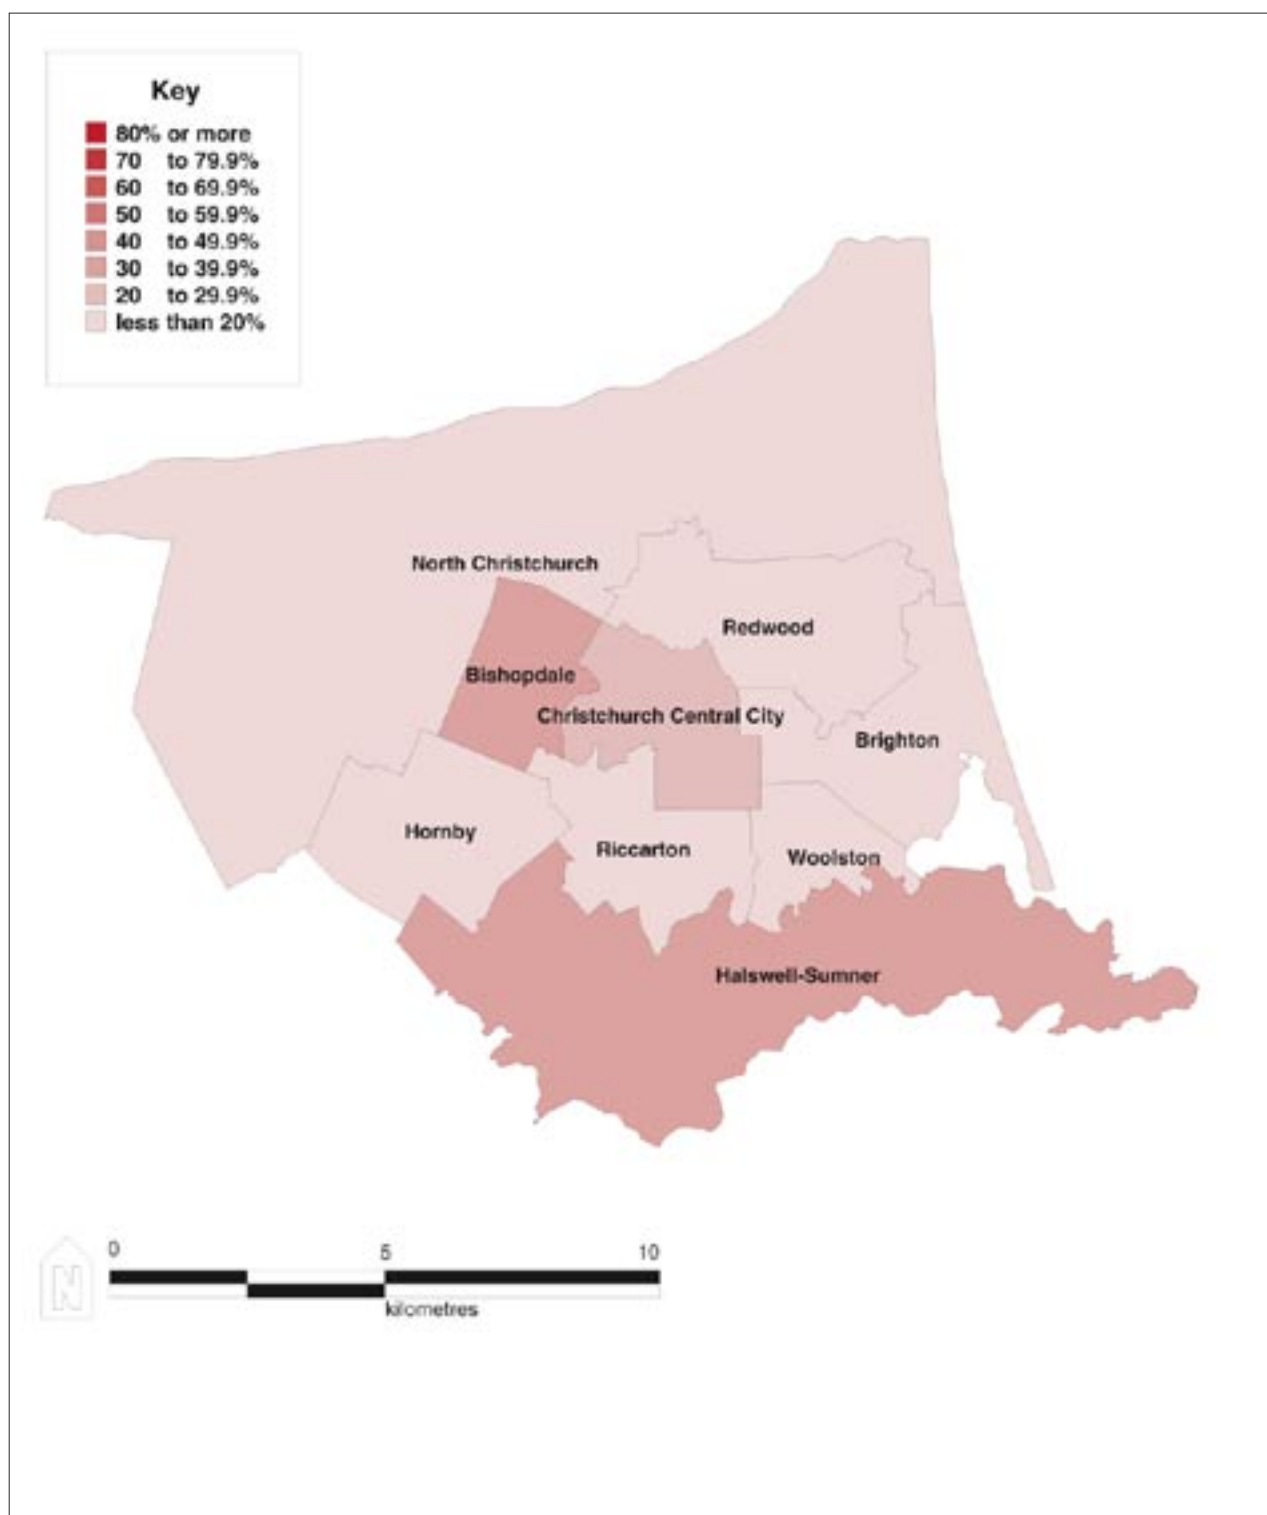 Key
80% or more
70 to 79.9%
60 to 69.9%
50 to 59.9%
40 to 49.9%
30 to 39.9%
20 to 29.9%
less than 20%
North Christchurch
Redwood
Bishopdale
Christchurch Central City
Brighton
Hornby
Riccarton
Woolston
Halswell-Sumner
0 5 10
kilometres
N